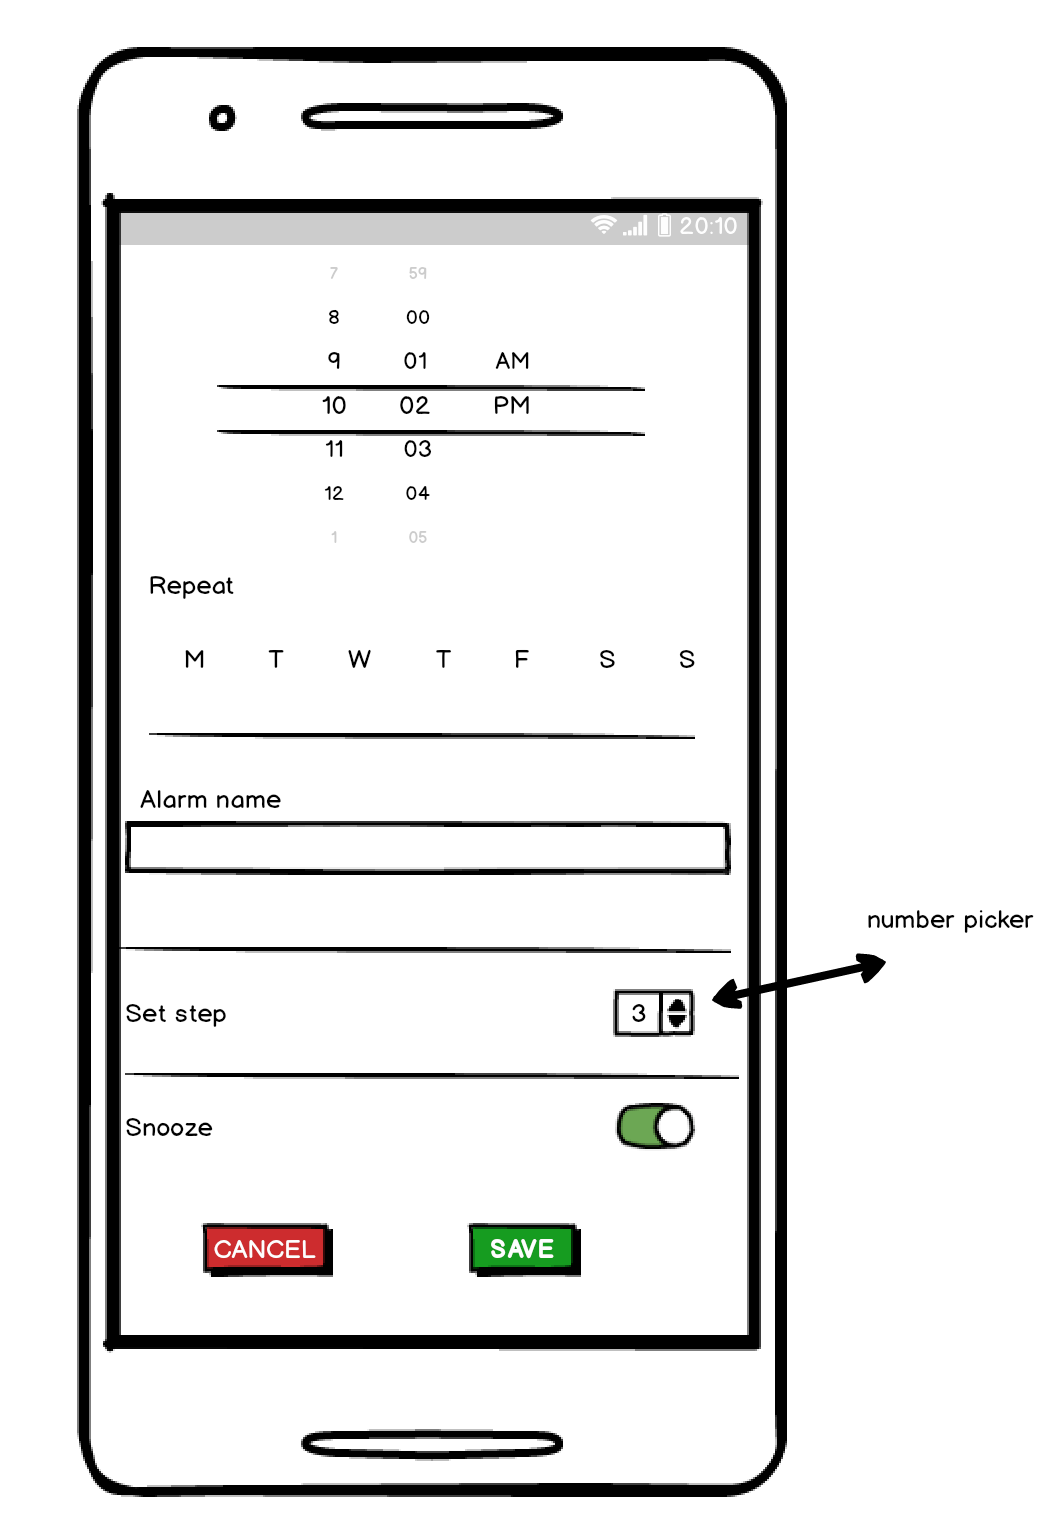 20:10
7 59
8 00
9 01 AM
10 02 PM
11 03
12 04
1 05
Repeat
M T W T F S S
Alarm name
number picker
Set step 3
Snooze
CANCEL SAVE